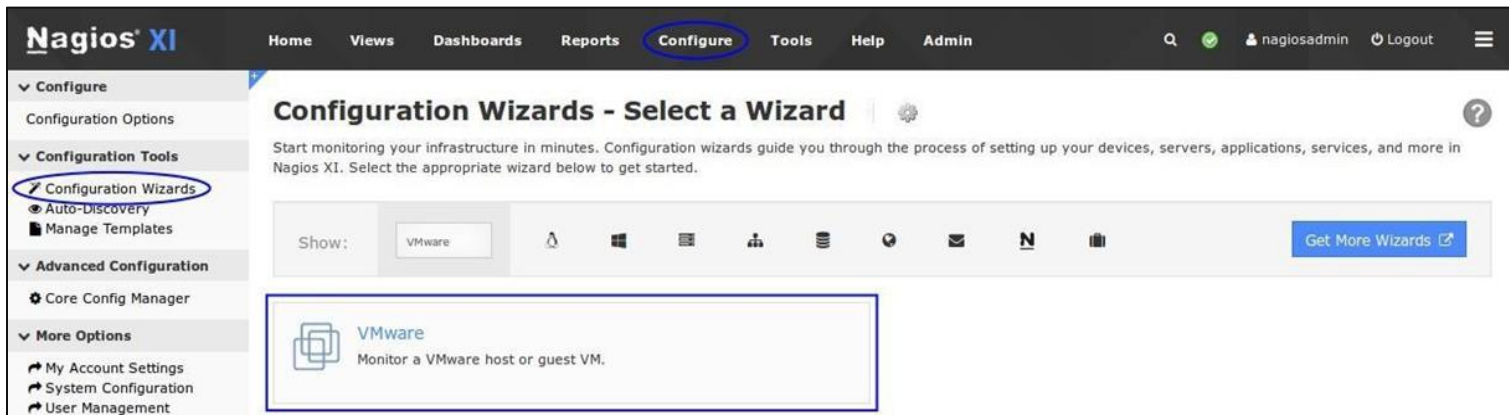 Nagios® XI
Home Views Dashboards Reports Configure Tools Help Admin nagiosadmin Logout
Configure
Configuration Options
Configuration Tools
Configuration Wizards
Auto-Discovery
Manage Templates
Advanced Configuration
Core Config Manager
More Options
My Account Settings
System Configuration
User Management
Configuration Wizards - Select a Wizard
Start monitoring your infrastructure in minutes. Configuration wizards guide you through the process of setting up your devices, servers, applications, services, and more in
Nagios XI. Select the appropriate wizard below to get started.
Show: VMware N Get More Wizards
VMware
Monitor a VMware host or guest VM.